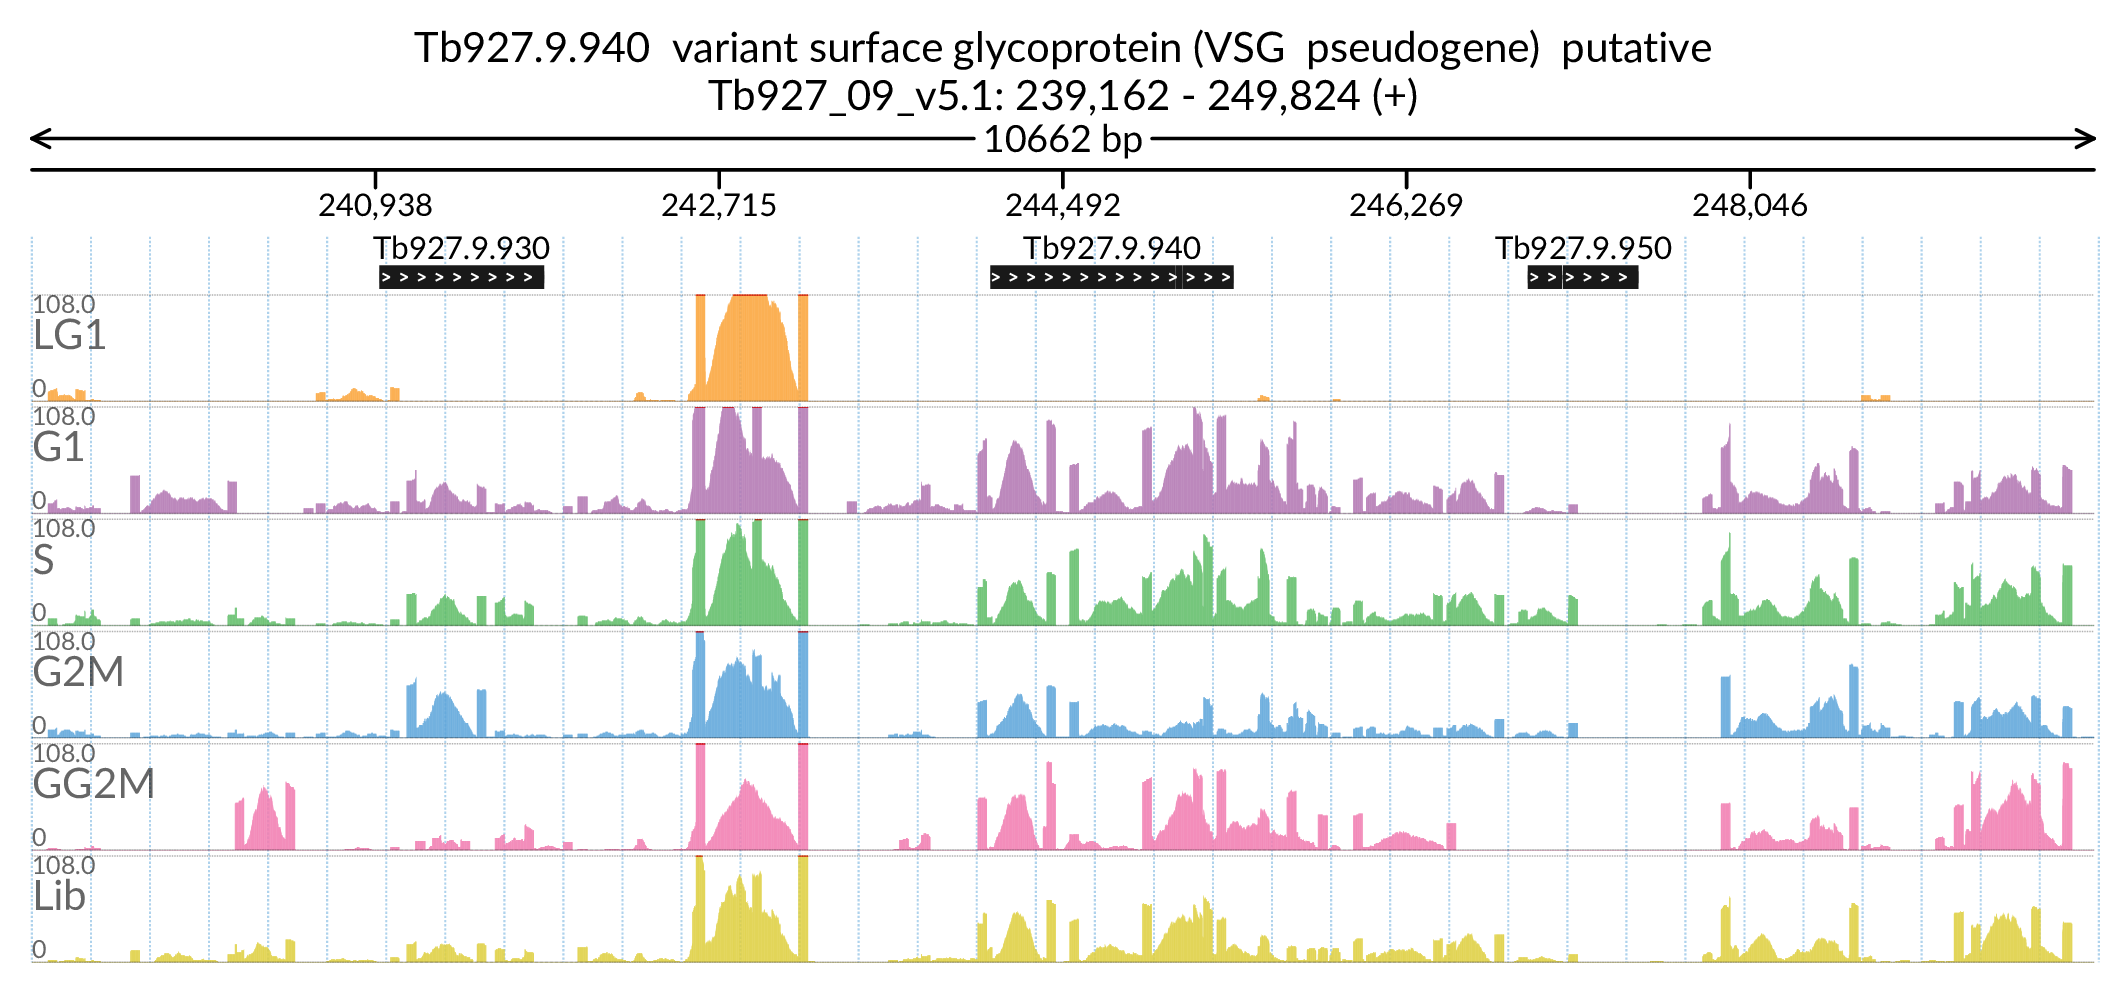 Tb927.9.940 variant surface glycoprotein (VSG pseudogene) putative
Tb927_09_v5.1: 239,162 - 249,824 (+)
10662 bp
240,938 242,715 244,492 246,269 248,046
Tb927.9.930 Tb927.9.940 Tb927.9.950
108.0
LG1
0
108.0
G1
0
108.0
S
0
108.0
G2M
0
108.0
GG2M
0
108.0
Lib
0